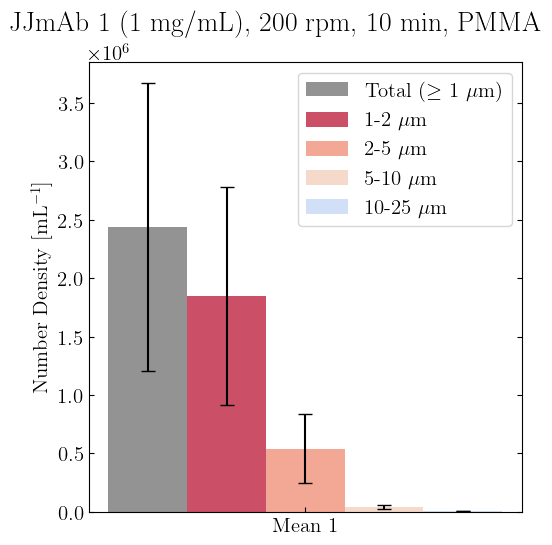 JJmAb 1 (1 mg/mL), 200 rpm, 10 min, PMMA
×10⁶
Total (≥ 1 μm)
1-2 μm
2-5 μm
5-10 μm
10-25 μm
Number Density [mL⁻¹]
3.5
3.0
2.5
2.0
1.5
1.0
0.5
0.0
Mean 1